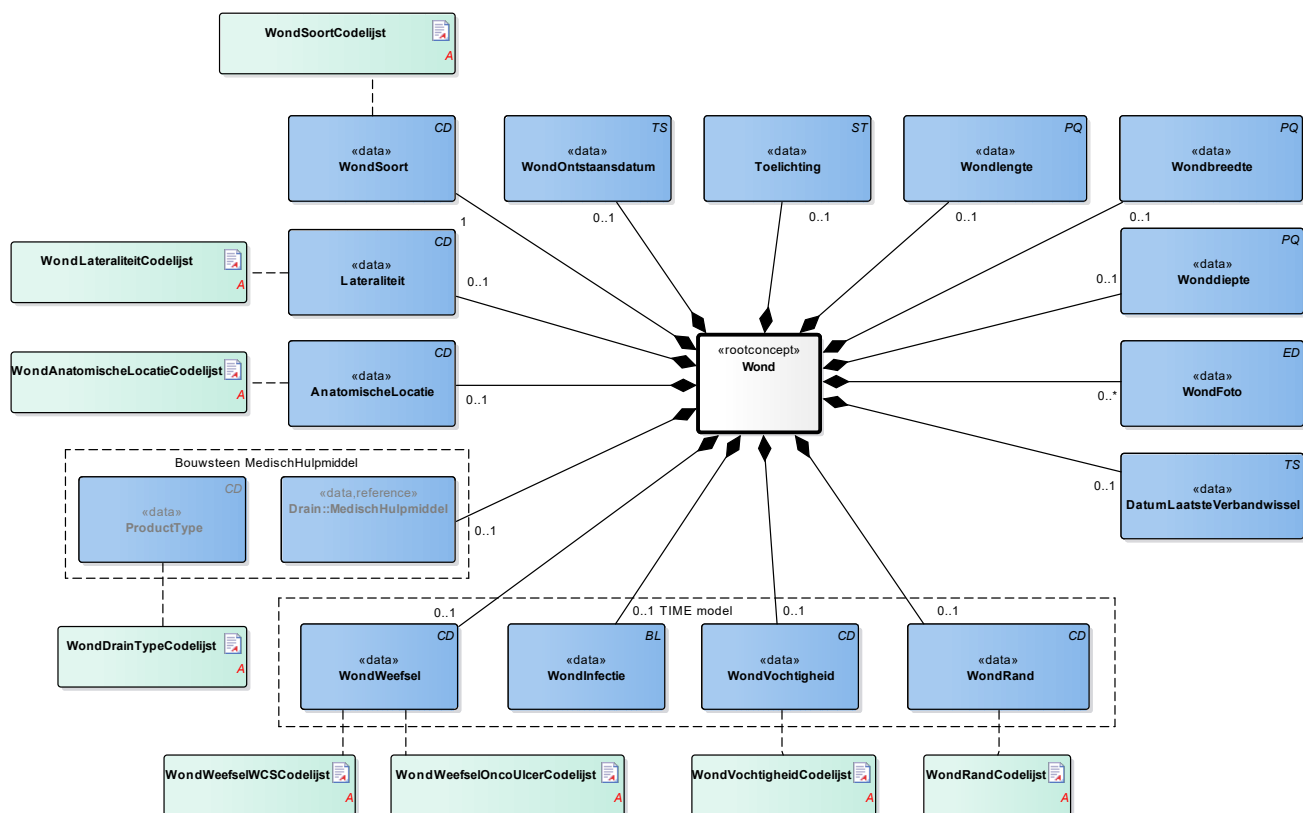 WondSoortCodelijst
A
CD
«data»
WondSoort
1
TS
«data»
WondOntstaansdatum
0..1
ST
«data»
Toelichting
0..1
PQ
«data»
Wondlengte
0..1
PQ
«data»
Wondbreedte
0..1
WondLateraliteitCodelijst
A
CD
«data»
Lateraliteit
0..1
PQ
«data»
Wonddiepte
0..1
«rootconcept»
Wond
WondAnatomischeLocatieCodelijst
A
CD
«data»
AnatomischeLocatie
0..1
ED
«data»
WondFoto
0..*
Bouwsteen MedischHulpmiddel
CD
«data»
ProductType
«data,reference»
Drain::MedischHulpmiddel
0..1
TS
«data»
DatumLaatsteVerbandwissel
0..1
WondDrainTypeCodelijst
A
TIME model
0..1
CD
«data»
WondWeefsel
0..1
BL
«data»
WondInfectie
0..1
CD
«data»
WondVochtigheid
0..1
CD
«data»
WondRand
WondWeefselWCSCodelijst
A
WondWeefselOncoUlcerCodelijst
A
WondVochtigheidCodelijst
A
WondRandCodelijst
A